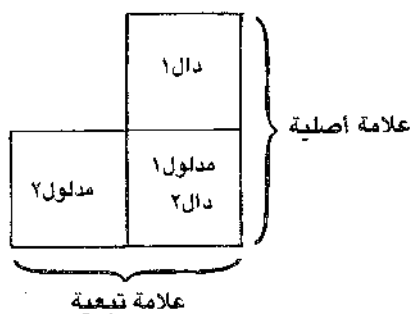 دال١
علامة أصلية
مدلول١
دال٢
مدلول٢
علامة تبعية